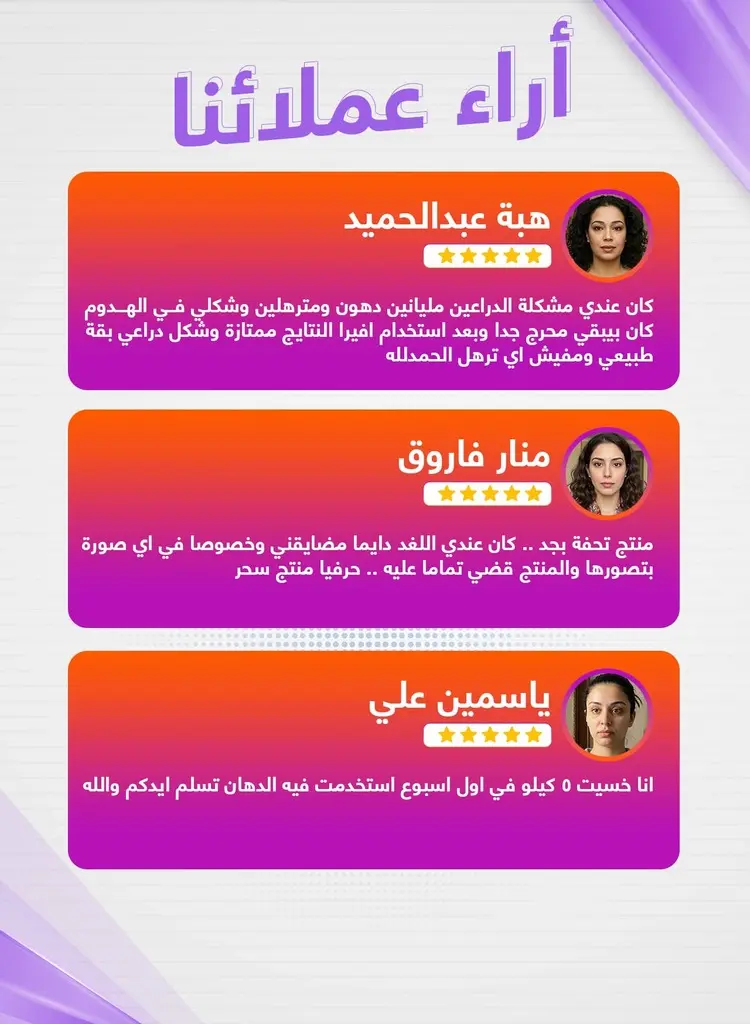 أراء عملائنا
هبة عبدالحميد
كان عندي مشكلة الدراعين مليانين دهون ومترهلين وشكلي فـي الهـدوم
كان بيبقي محرج جدا وبعد استخدام افيرا النتايج ممتازة وشكل دراعي بقة
طبيعي ومفيش اي ترهل الحمدلله
منار فاروق
منتج تحفة بجد .. كان عندي اللغد دايما مضايقني وخصوصا في اي صورة
بتصورها والمنتج قضي تماما عليه .. حرفيا منتج سحر
ياسمين علي
انا خسيت ٥ كيلو في اول اسبوع استخدمت فيه الدهان تسلم ايدكم والله